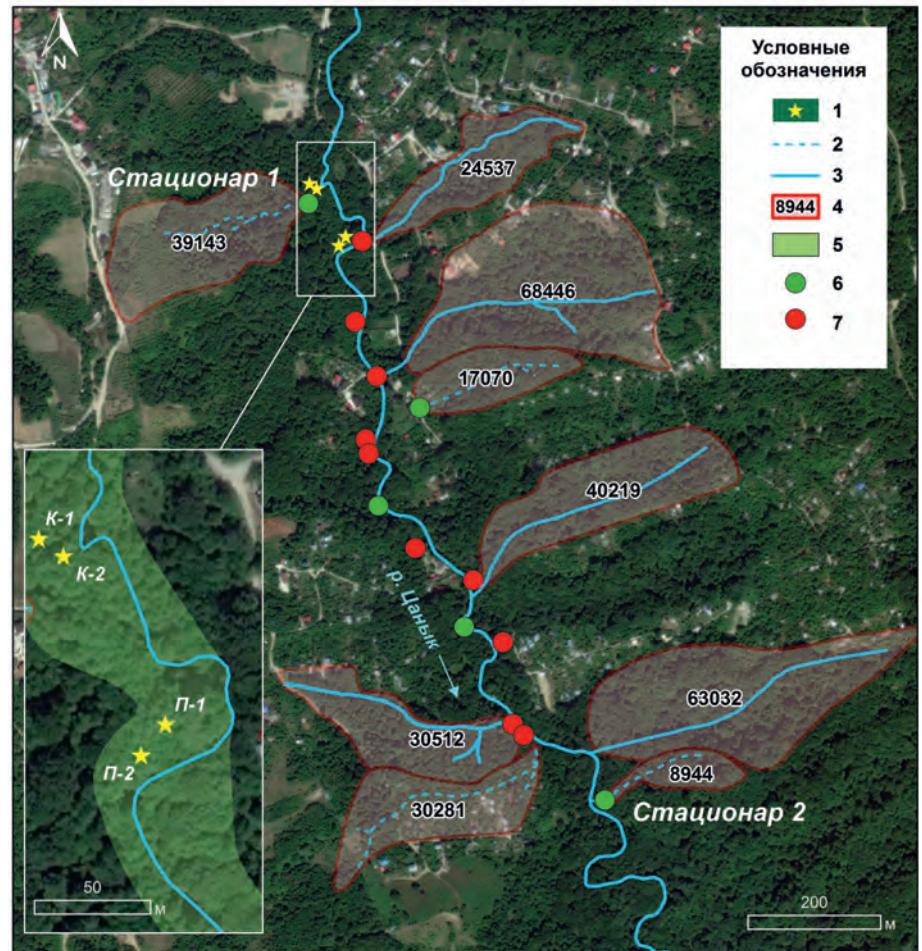 N
Условные
обозначения
1
2
3
8944 4
5
6
7
Стационар 1
24537
39143
68446
17070
40219
К-1
К-2
П-1
П-2
50
м
р. Цанык
63032
30512
8944
30281
Стационар 2
200
м